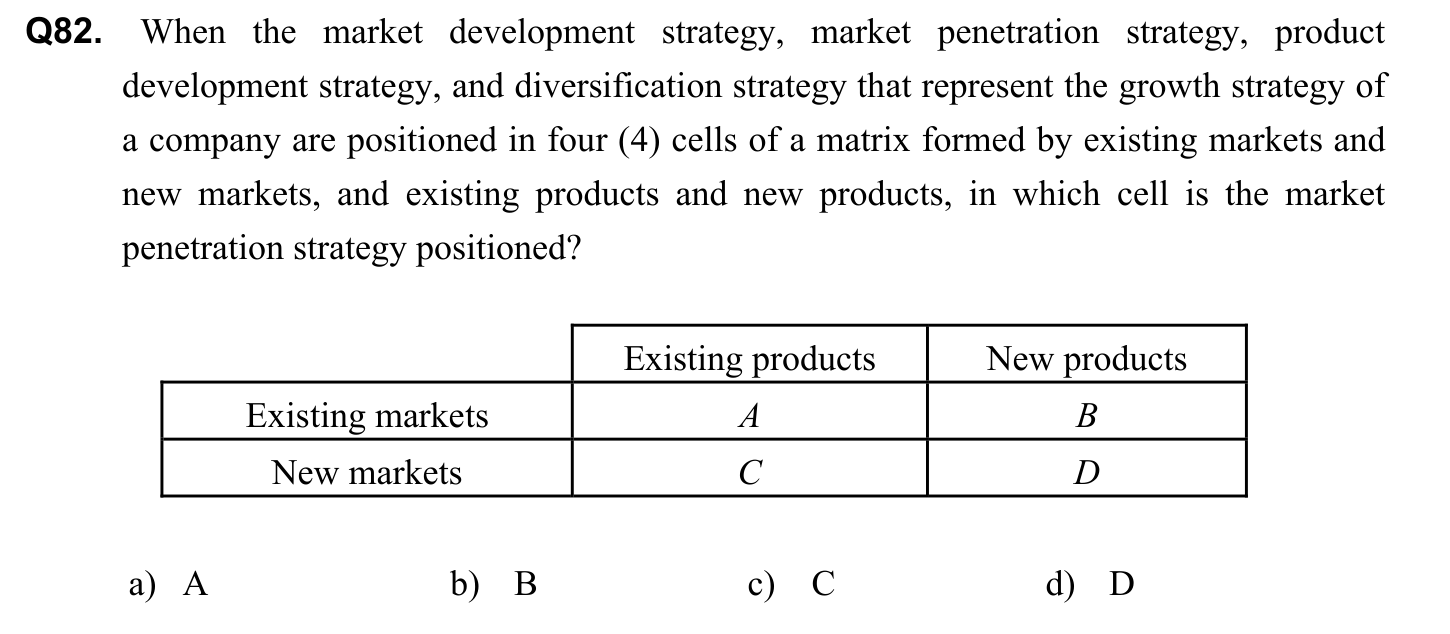 Q82. When the market development strategy, market penetration strategy, product
development strategy, and diversification strategy that represent the growth strategy of
a company are positioned in four (4) cells of a matrix formed by existing markets and
new markets, and existing products and new products, in which cell is the market
penetration strategy positioned?
Existing products New products
Existing markets A B
New markets C D
a) A b) B c) C d) D